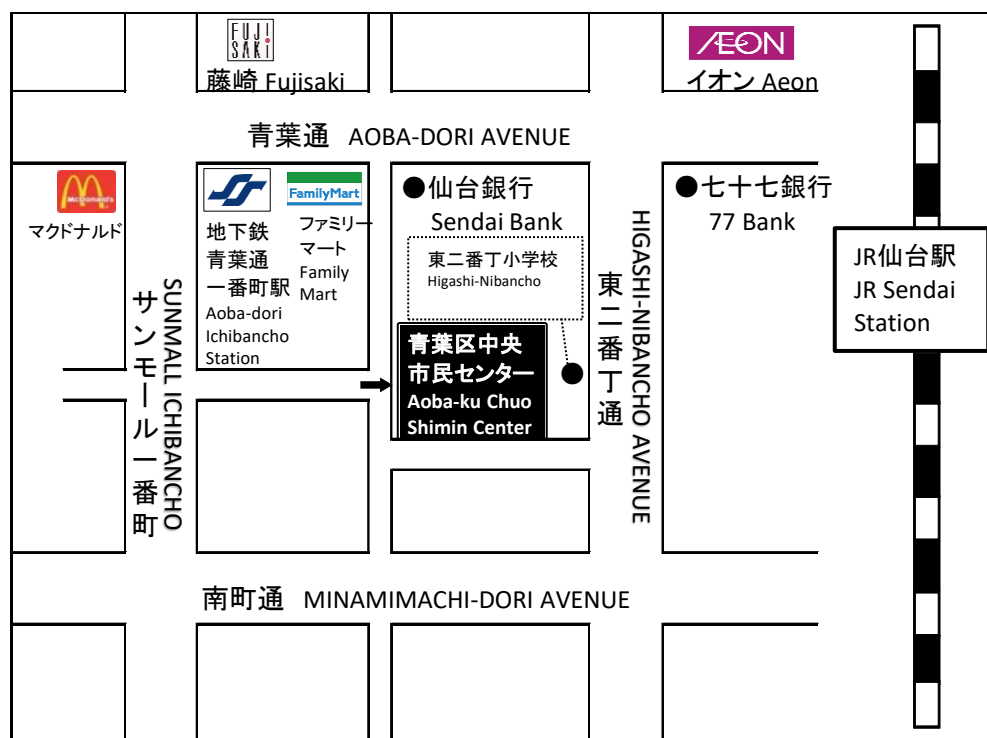 FUJI
SAKI
藤崎 Fujisaki
ÆON
イオン Aeon
青葉通 AOBA-DORI AVENUE
McDonald's
マクドナルド
地下鉄
青葉通
一番町駅
Aoba-dori
Ichibancho
Station
FamilyMart
ファミリー
マート
Family
Mart
●仙台銀行
Sendai Bank
東二番丁小学校
Higashi-Nibancho
青葉区中央
市民センター
Aoba-ku Chuo
Shimin Center
●七十七銀行
77 Bank
JR仙台駅
JR Sendai
Station
サンモール一番町
SUNMALL ICHIBANCHO
東二番丁通
HIGASHI-NIBANCHO AVENUE
南町通 MINAMIMACHI-DORI AVENUE